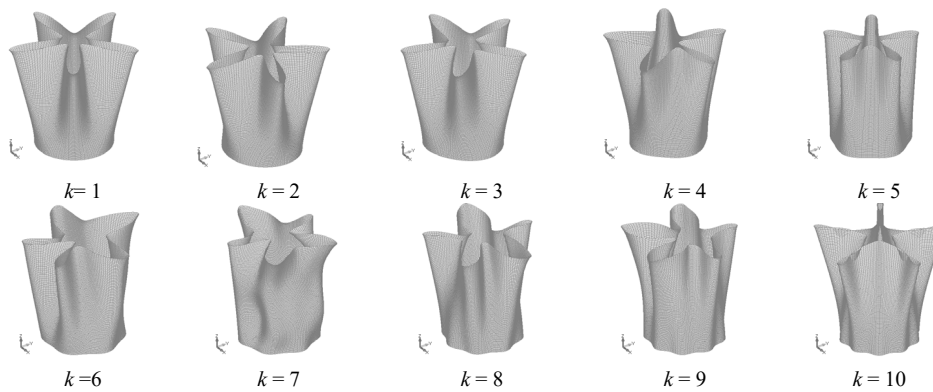 k= 1
k = 2
k = 3
k = 4
k = 5
k =6
k =7
k = 8
k = 9
k = 10